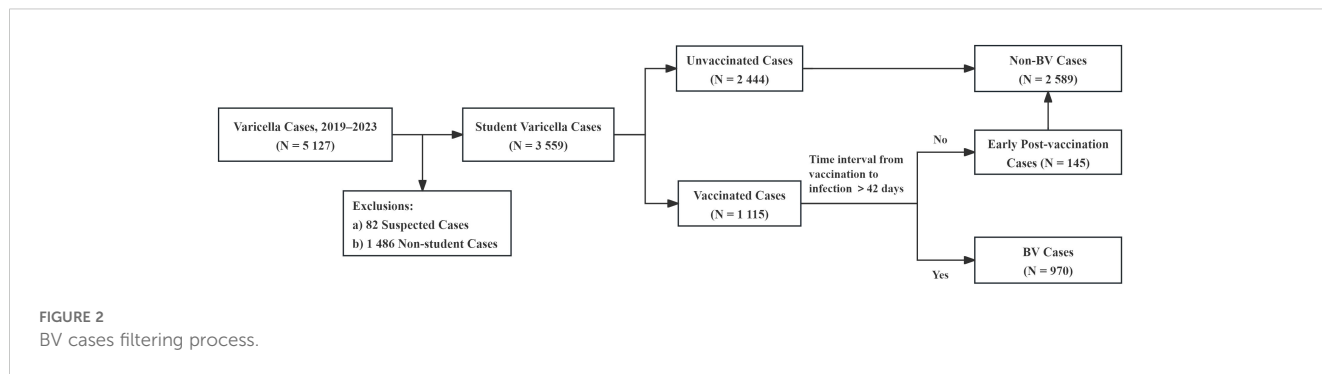 Varicella Cases, 2019–2023
(N = 5 127)
Exclusions:
a) 82 Suspected Cases
b) 1 486 Non-student Cases
Student Varicella Cases
(N = 3 559)
Unvaccinated Cases
(N = 2 444)
Vaccinated Cases
(N = 1 115)
Time interval from
vaccination to
infection > 42 days
No
Yes
Non-BV Cases
(N = 2 589)
Early Post-vaccination
Cases (N = 145)
BV Cases
(N = 970)
FIGURE 2
BV cases filtering process.